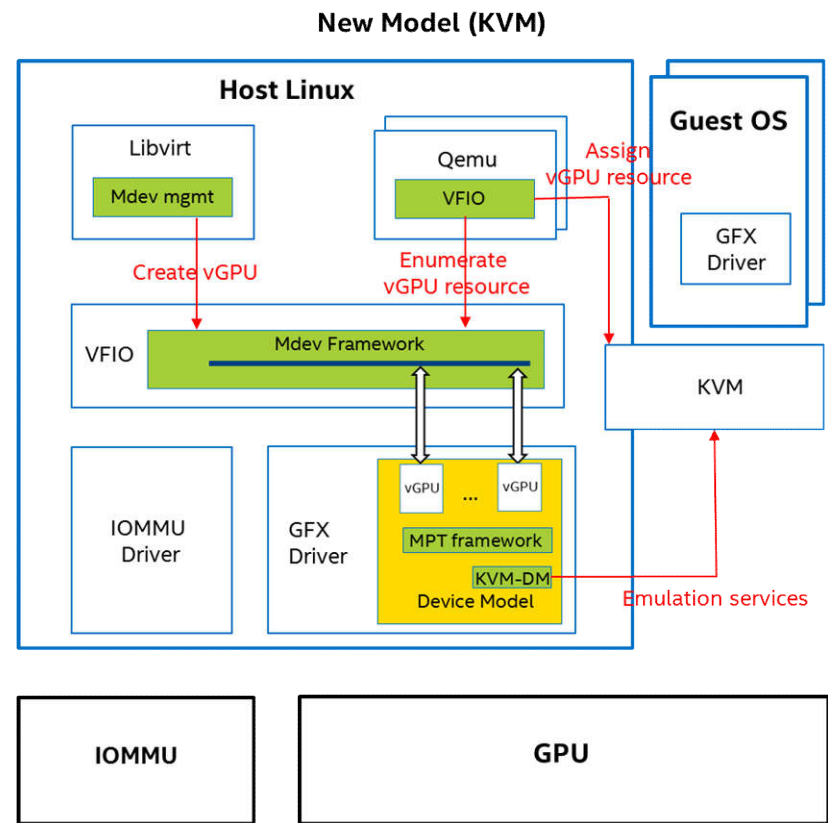 New Model (KVM)
Host Linux
Guest OS
Libvirt
Mdev mgmt
Qemu
VFIO
Assign
vGPU resource
GFX
Driver
Create vGPU
Enumerate
vGPU resource
VFIO
Mdev Framework
KVM
IOMMU
Driver
GFX
Driver
vGPU
...
vGPU
MPT framework
KVM-DM
Device Model
Emulation services
IOMMU
GPU